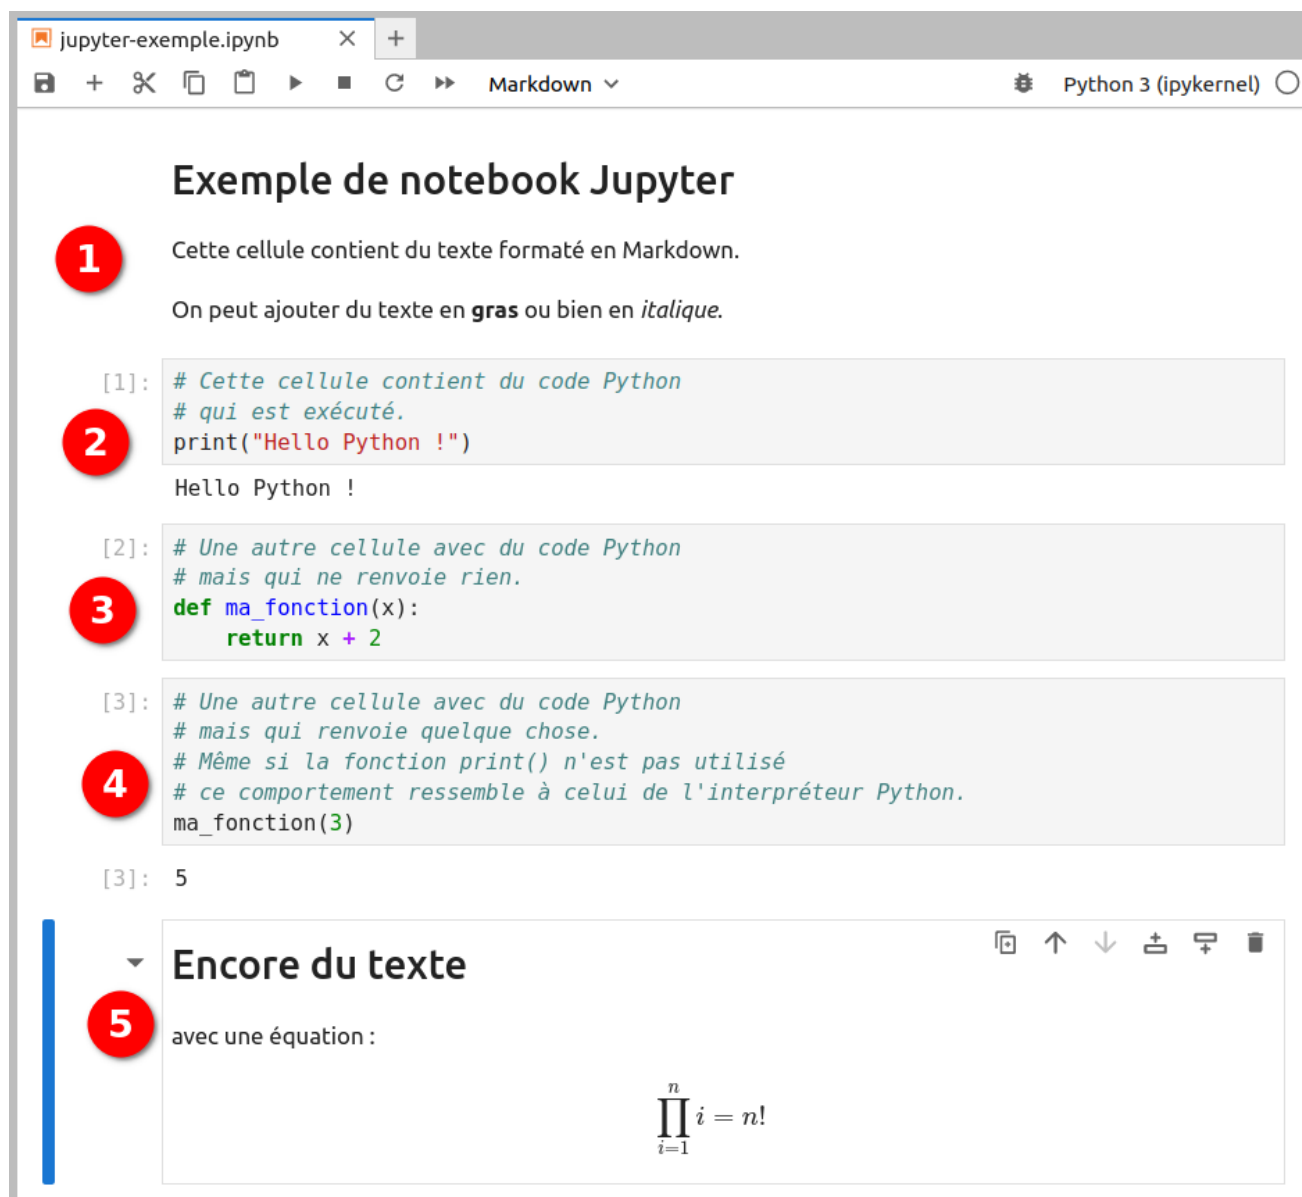 jupyter-exemple.ipynb
Markdown
Python 3 (ipykernel)
Exemple de notebook Jupyter
1
Cette cellule contient du texte formaté en Markdown.
On peut ajouter du texte en gras ou bien en italique.
[1]: # Cette cellule contient du code Python
# qui est exécuté.
2
print("Hello Python !")
Hello Python !
[2]: # Une autre cellule avec du code Python
# mais qui ne renvoie rien.
3
def ma_fonction(x):
    return x + 2
[3]: # Une autre cellule avec du code Python
# mais qui renvoie quelque chose.
# Même si la fonction print() n'est pas utilisé
4
# ce comportement ressemble à celui de l'interpréteur Python.
ma_fonction(3)
[3]: 5
Encore du texte
5
avec une équation :
n
∏ i = n!
i=1